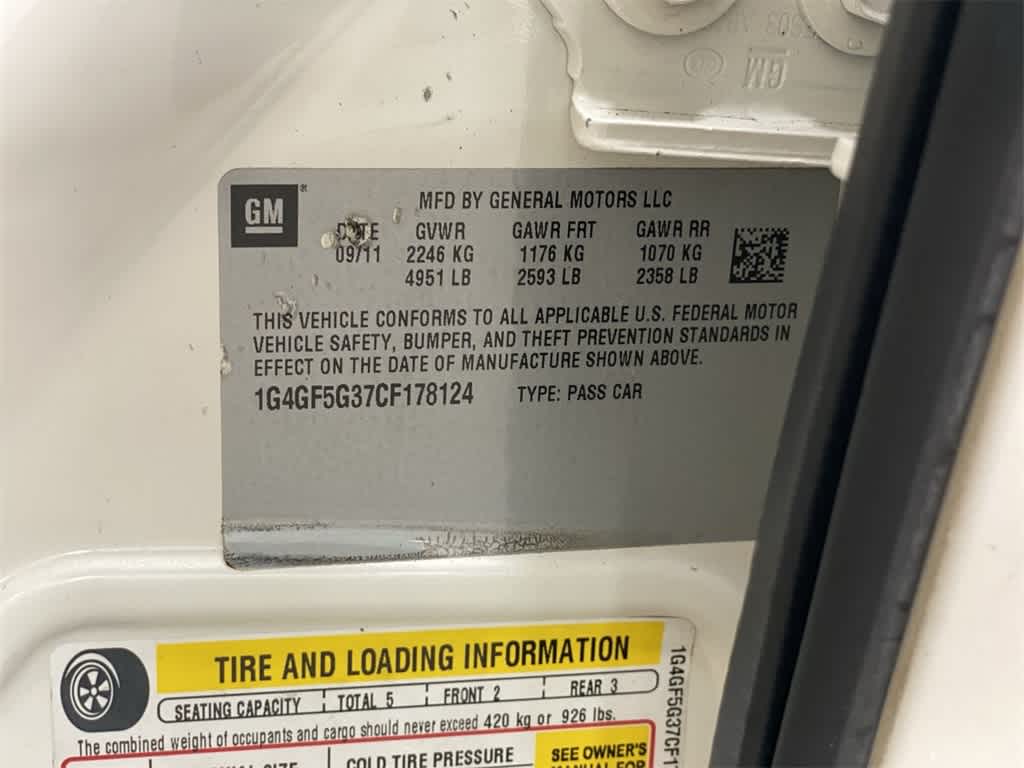 GM
GM
MFD BY GENERAL MOTORS LLC
DATE GVWR GAWR FRT GAWR RR
09/11 2246 KG 1176 KG 1070 KG
4951 LB 2593 LB 2358 LB
THIS VEHICLE CONFORMS TO ALL APPLICABLE U.S. FEDERAL MOTOR
VEHICLE SAFETY, BUMPER, AND THEFT PREVENTION STANDARDS IN
EFFECT ON THE DATE OF MANUFACTURE SHOWN ABOVE.
1G4GF5G37CF178124 TYPE: PASS CAR
TIRE AND LOADING INFORMATION
SEATING CAPACITY TOTAL 5 FRONT 2 REAR 3
The combined weight of occupants and cargo should never exceed 420 kg or 926 lbs.
COLD TIRE PRESSURE
SEE OWNER'S
MANUAL FOR
1G4GF5G37CF1